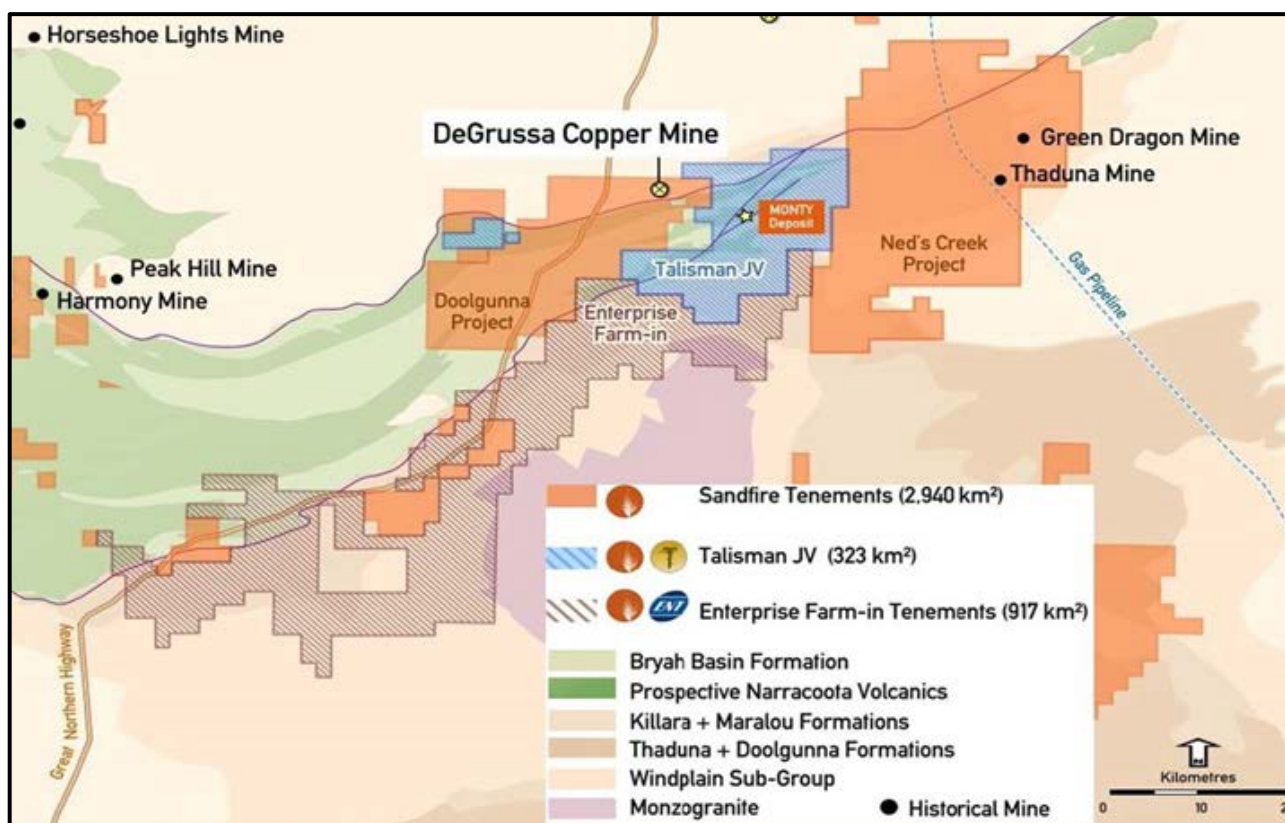 Horseshoe Lights Mine
DeGrussa Copper Mine
Green Dragon Mine
Thaduna Mine
MONTY
Deposit
Ned's Creek
Project
Peak Hill Mine
Harmony Mine
Talisman JV
Doolgunna
Project
Enterprise
Farm-in
Gas Pipeline
Great Northern Highway
Sandfire Tenements (2,940 km²)
T
Talisman JV (323 km²)
ENT
Enterprise Farm-in Tenements (917 km²)
Bryah Basin Formation
Prospective Narracoota Volcanics
Killara + Maralou Formations
Thaduna + Doolgunna Formations
Windplain Sub-Group
Monzogranite
Historical Mine
Kilometres
0 10 2